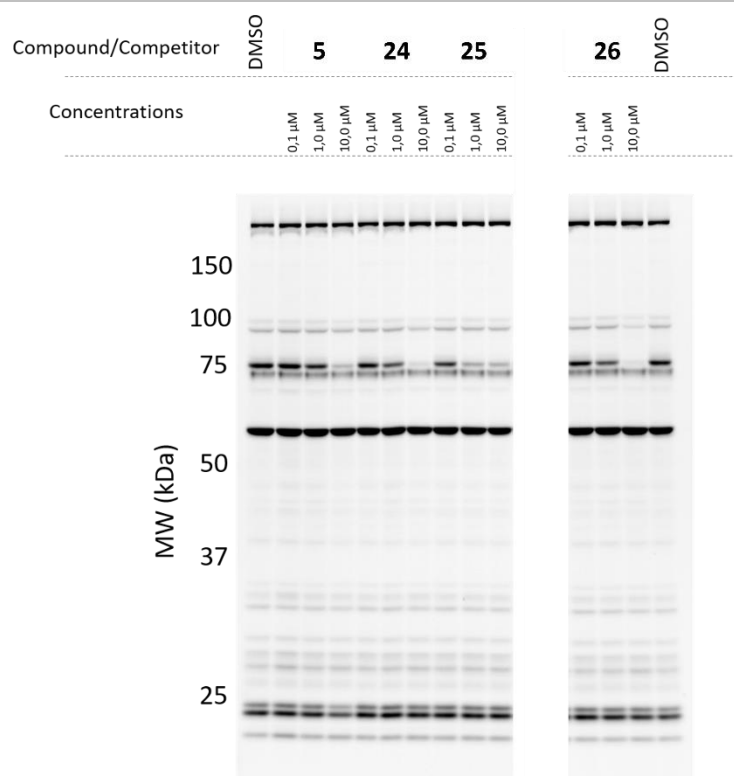 Compound/Competitor DMSO 5 24 25 26 DMSO
Concentrations 0,1 µM 1,0 µM 10,0 µM 0,1 µM 1,0 µM 10,0 µM 0,1 µM 1,0 µM 10,0 µM 0,1 µM 1,0 µM 10,0 µM
150
100
75
50
MW (kDa)
37
25